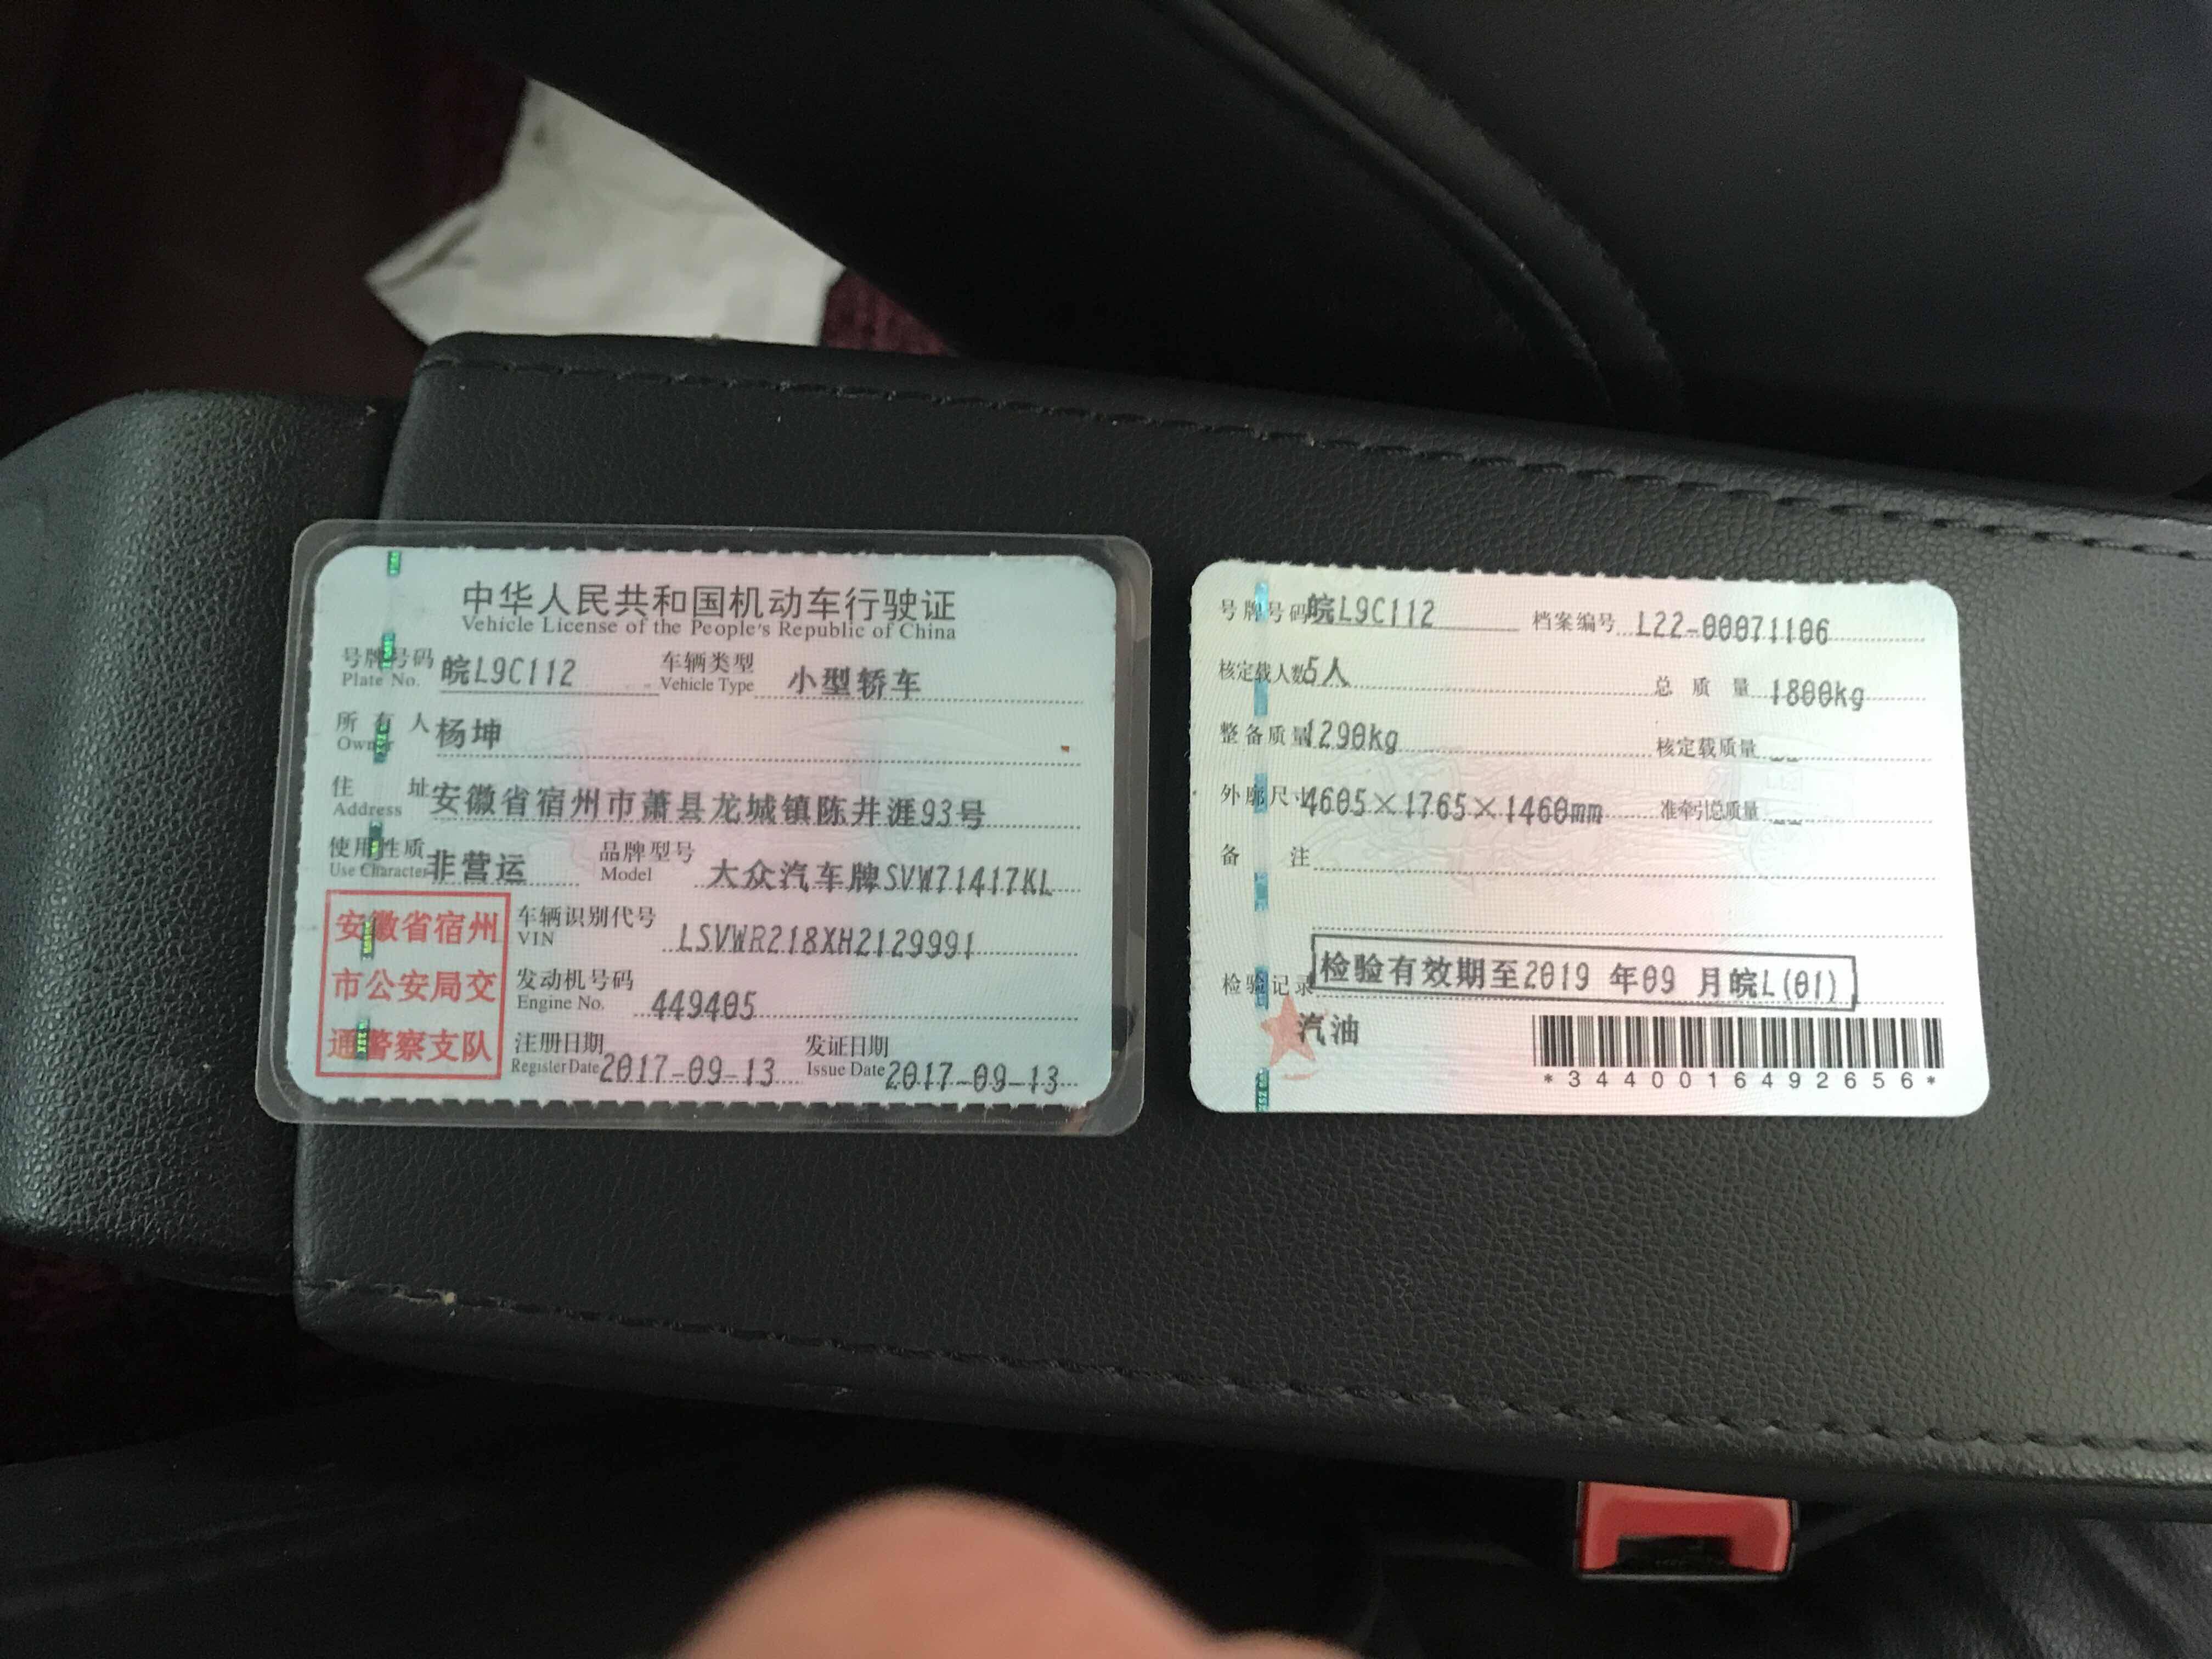 中华人民共和国机动车行驶证
Vehicle License of the People's Republic of China
号牌号码 皖L9C112 车辆类型 小型轿车
Plate No. Vehicle Type
所有人 杨坤
Owner
住址 安徽省宿州市萧县龙城镇陈井涯93号
Address
使用性质 非营运 品牌型号 大众汽车牌SVW71417KL
Use Character Model
安徽省宿州
市公安局交
通警察支队
车辆识别代号 LSVWR218XH2129991
VIN
发动机号码 449405
Engine No.
注册日期 2017-09-13 发证日期 2017-09-13
Register Date Issue Date
号牌号码 皖L9C112 档案编号 L22-00071106
核定载人数 5人 总质量 1800kg
整备质量 1290kg 核定载质量
外廓尺寸 4605×1765×1460mm 准牵引总质量
备注
检验记录 检验有效期至2019年09月皖L(01)
汽油
*3440016492656*